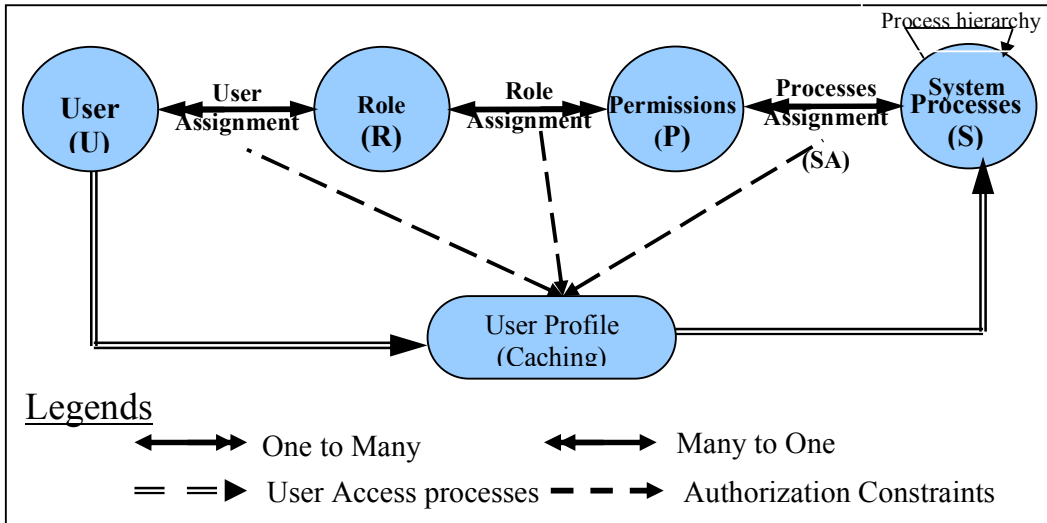 Process hierarchy
User
(U)
User
Assignment
Role
(R)
Role
Assignment
Permissions
(P)
Processes
Assignment
(SA)
System
Processes
(S)
User Profile
(Caching)
Legends
One to Many
Many to One
User Access processes
Authorization Constraints